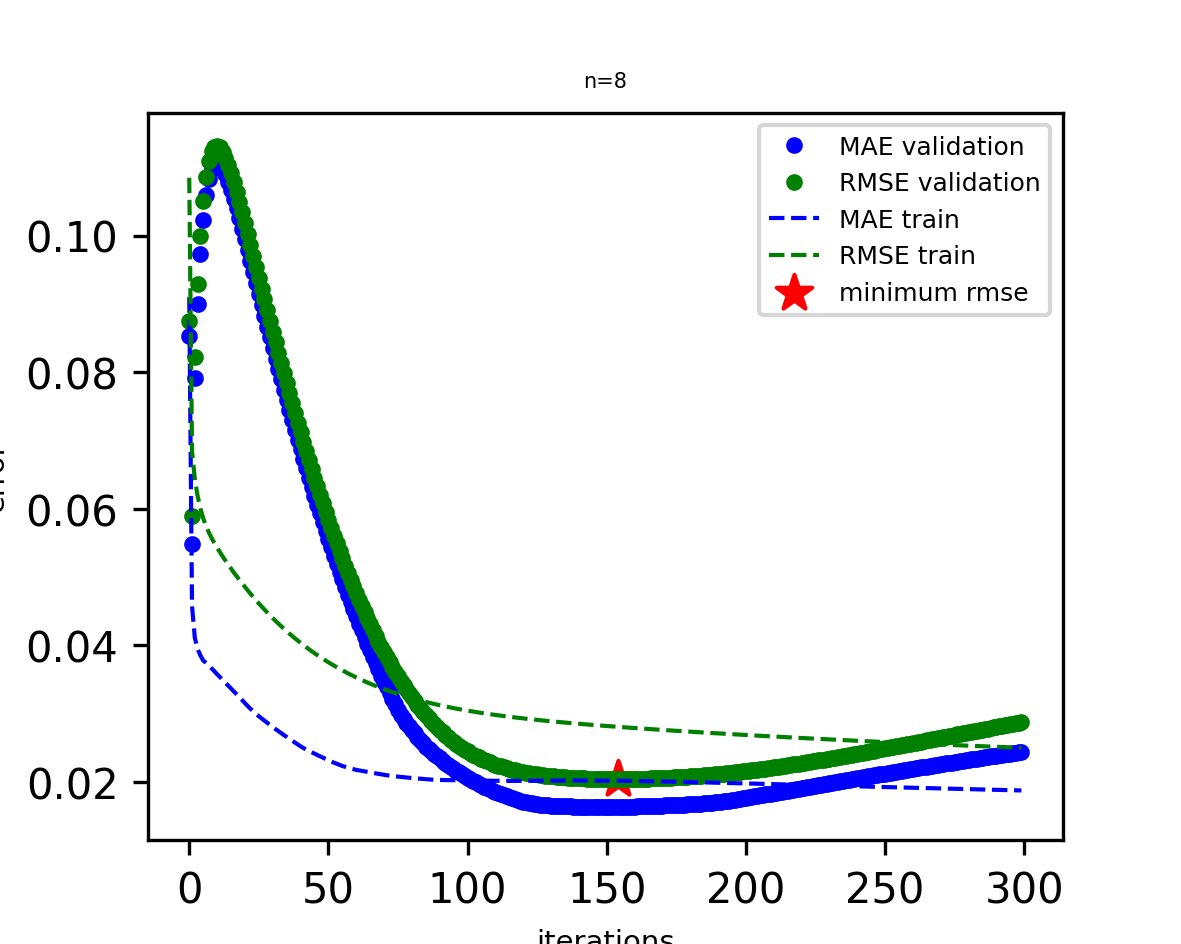 n=8
MAE validation
RMSE validation
MAE train
RMSE train
minimum rmse
0.10
0.08
0.06
0.04
0.02
0 50 100 150 200 250 300
iterations